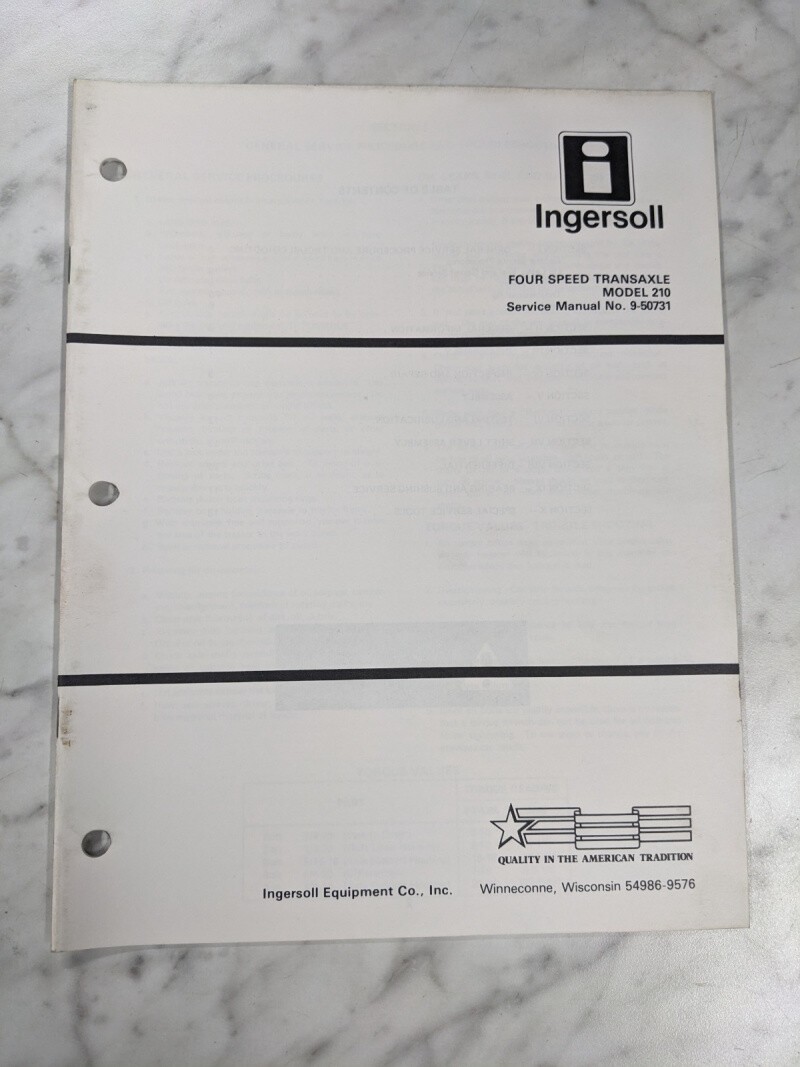 Ingersoll
FOUR SPEED TRANSAXLE
MODEL 210
Service Manual No. 9-50731
QUALITY IN THE AMERICAN TRADITION
Ingersoll Equipment Co., Inc. Winneconne, Wisconsin 54986-9576